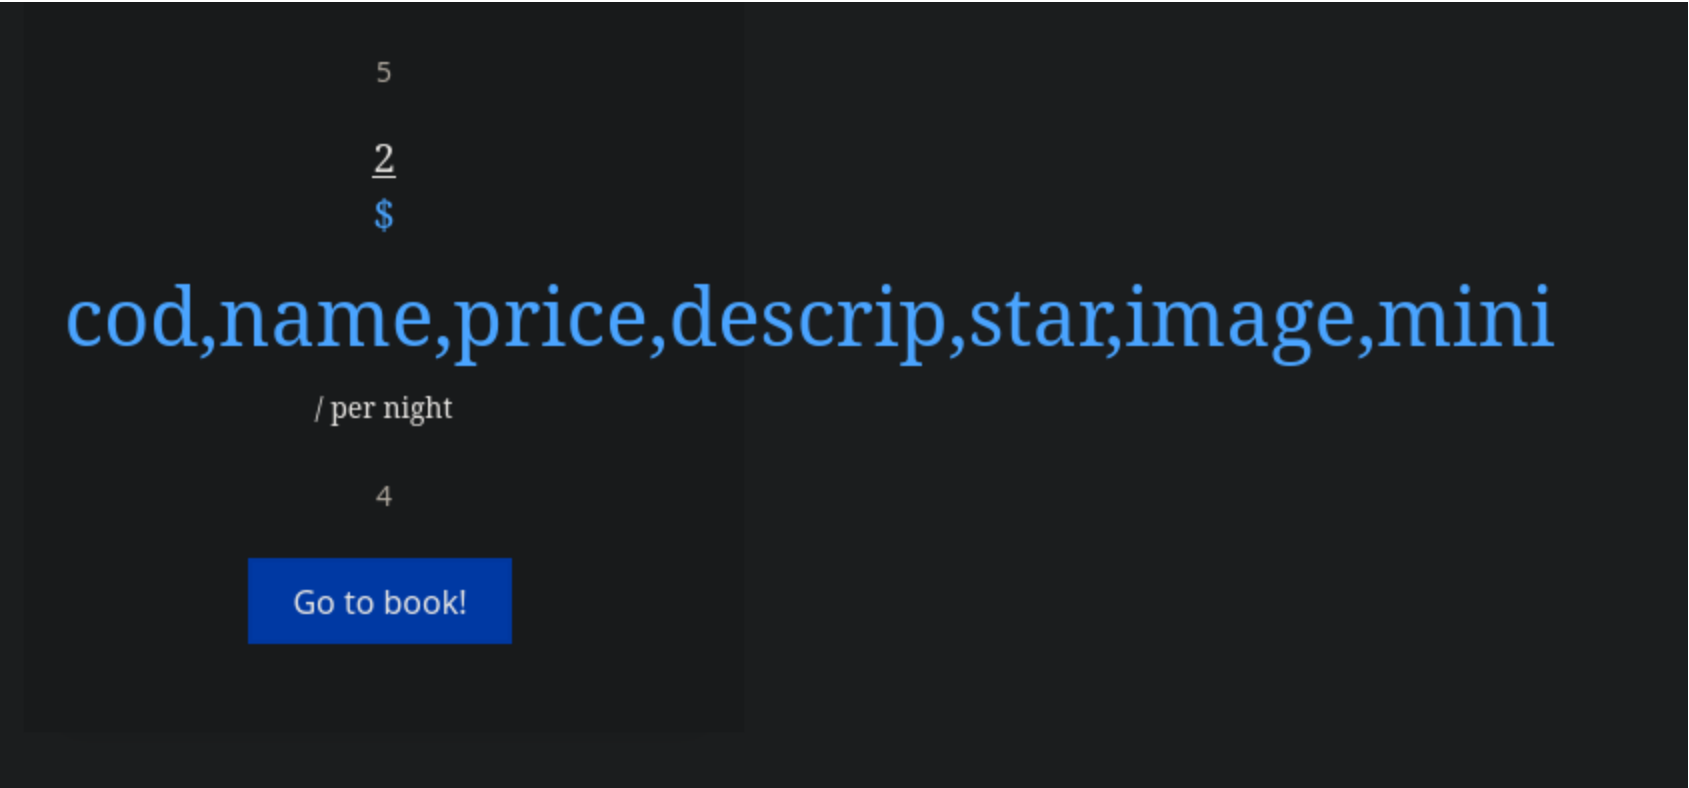 5
2
$
cod,name,price,descrip,star,image,mini
/ per night
4
Go to book!